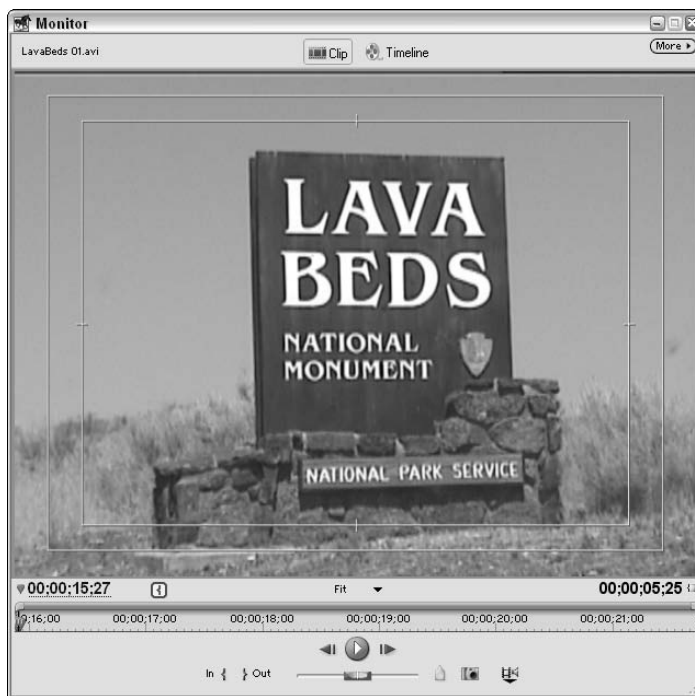 Monitor
LavaBeds 01.avi
Clip
Timeline
More
LAVA
BEDS
NATIONAL
MONUMENT
NATIONAL PARK SERVICE
00;00;15;27
Fit
00;00;05;25
00;00;17;00
00;00;18;00
00;00;19;00
00;00;20;00
00;00;21;00
In { } Out